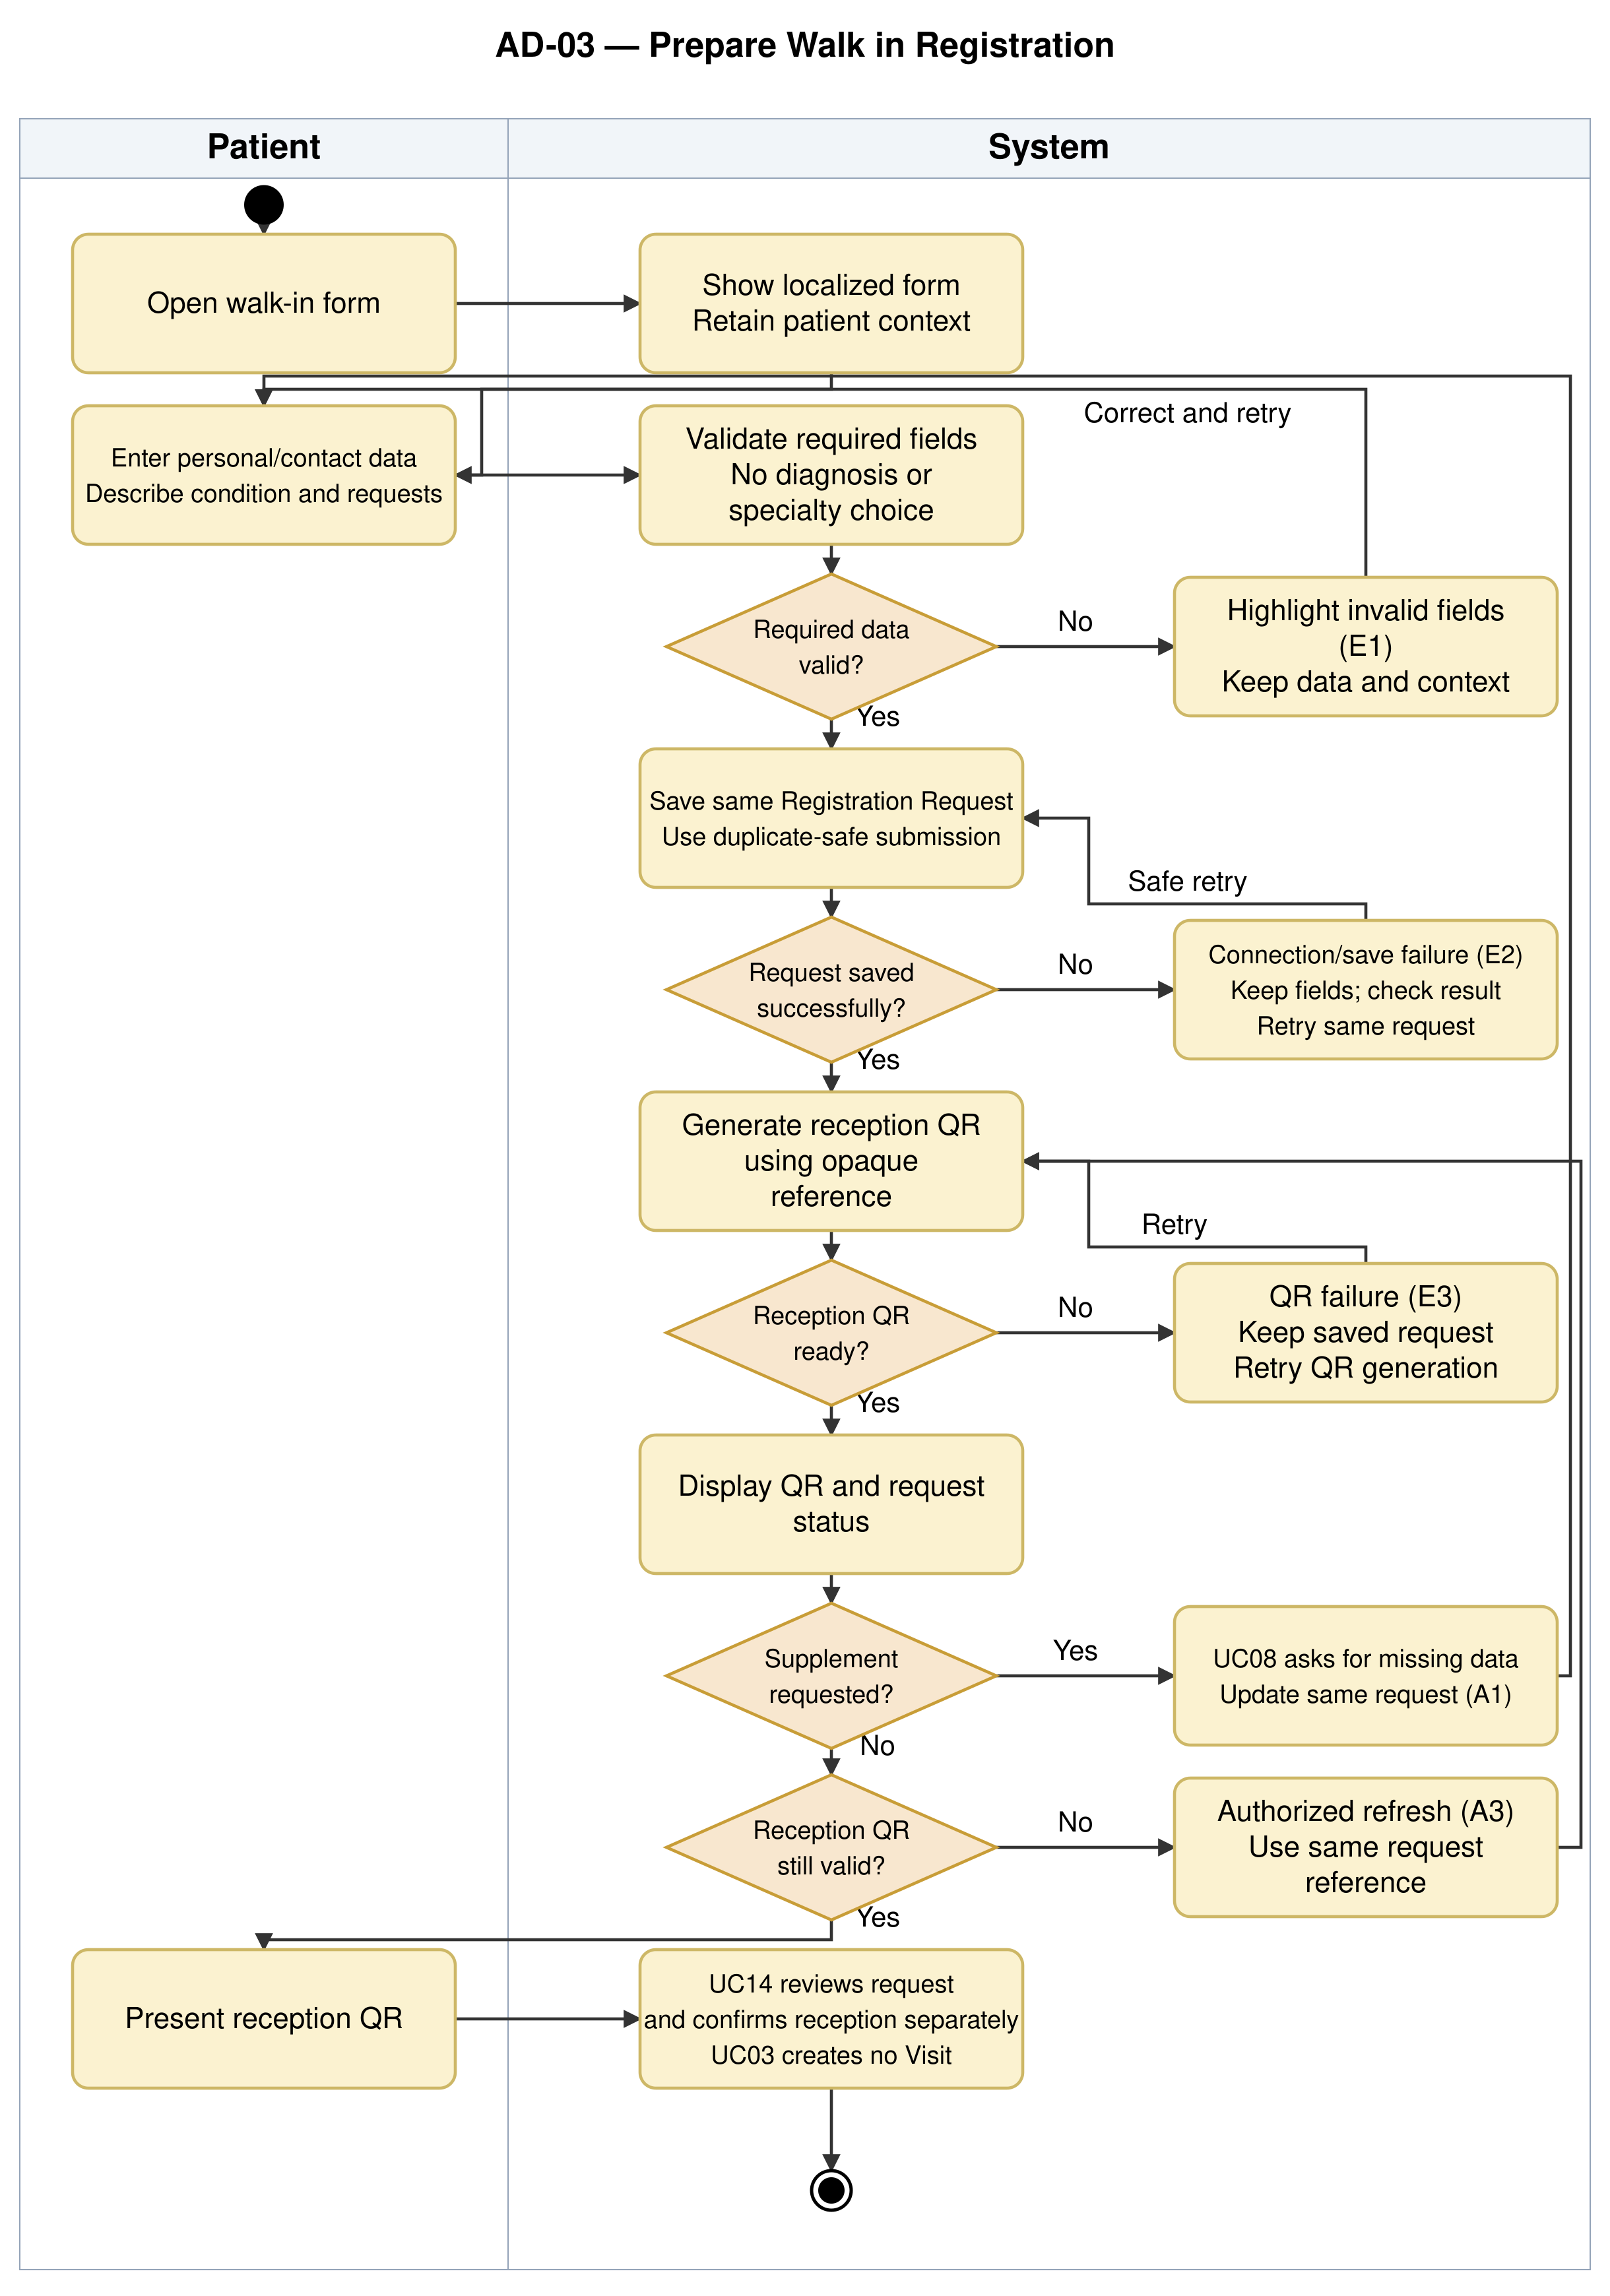 AD-03 — Prepare Walk in Registration
Patient
System
Open walk-in form
Show localized form
Retain patient context
Correct and retry
Enter personal/contact data
Describe condition and requests
Validate required fields
No diagnosis or
specialty choice
Required data
valid?
No
Highlight invalid fields
(E1)
Keep data and context
Yes
Save same Registration Request
Use duplicate-safe submission
Safe retry
Request saved
successfully?
No
Connection/save failure (E2)
Keep fields; check result
Retry same request
Yes
Generate reception QR
using opaque
reference
Retry
Reception QR
ready?
No
QR failure (E3)
Keep saved request
Retry QR generation
Yes
Display QR and request
status
Supplement
requested?
Yes
UC08 asks for missing data
Update same request (A1)
No
Reception QR
still valid?
No
Authorized refresh (A3)
Use same request
reference
Yes
Present reception QR
UC14 reviews request
and confirms reception separately
UC03 creates no Visit